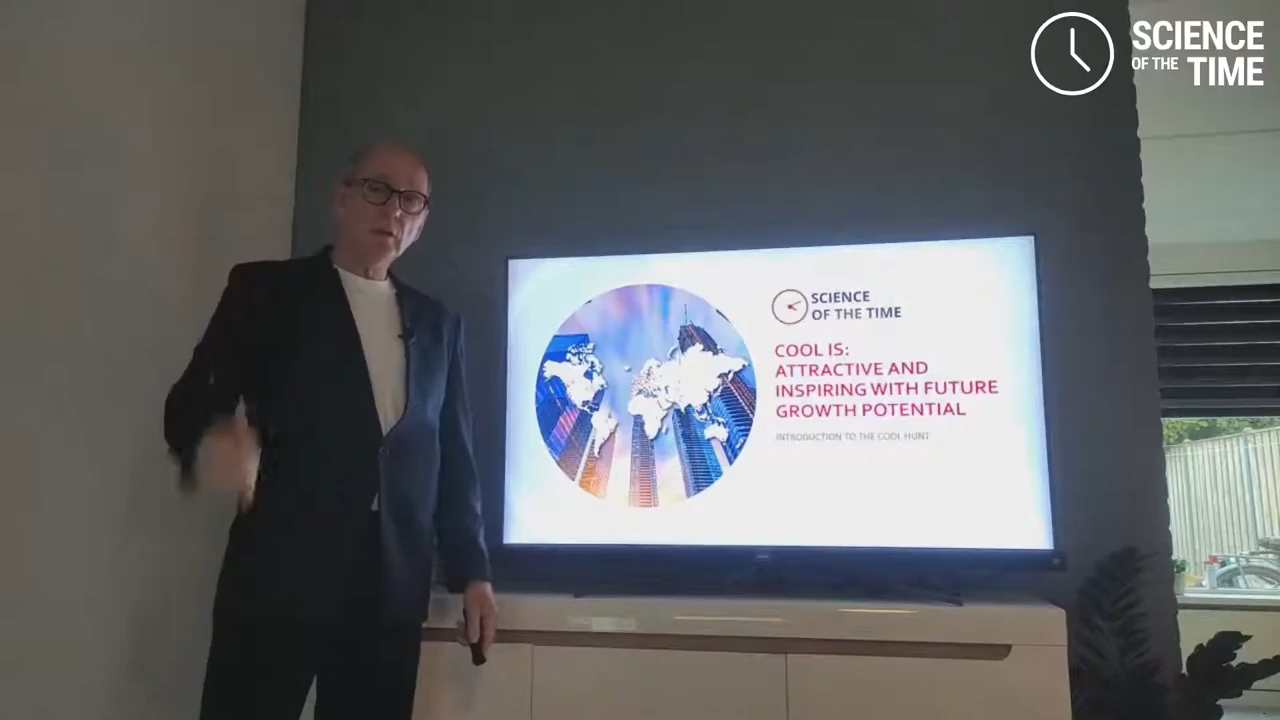 SCIENCE
OF THE TIME
SCIENCE
OF THE TIME
COOL IS:
ATTRACTIVE AND
INSPIRING WITH FUTURE
GROWTH POTENTIAL
INTRODUCTION TO THE COOL HUNT